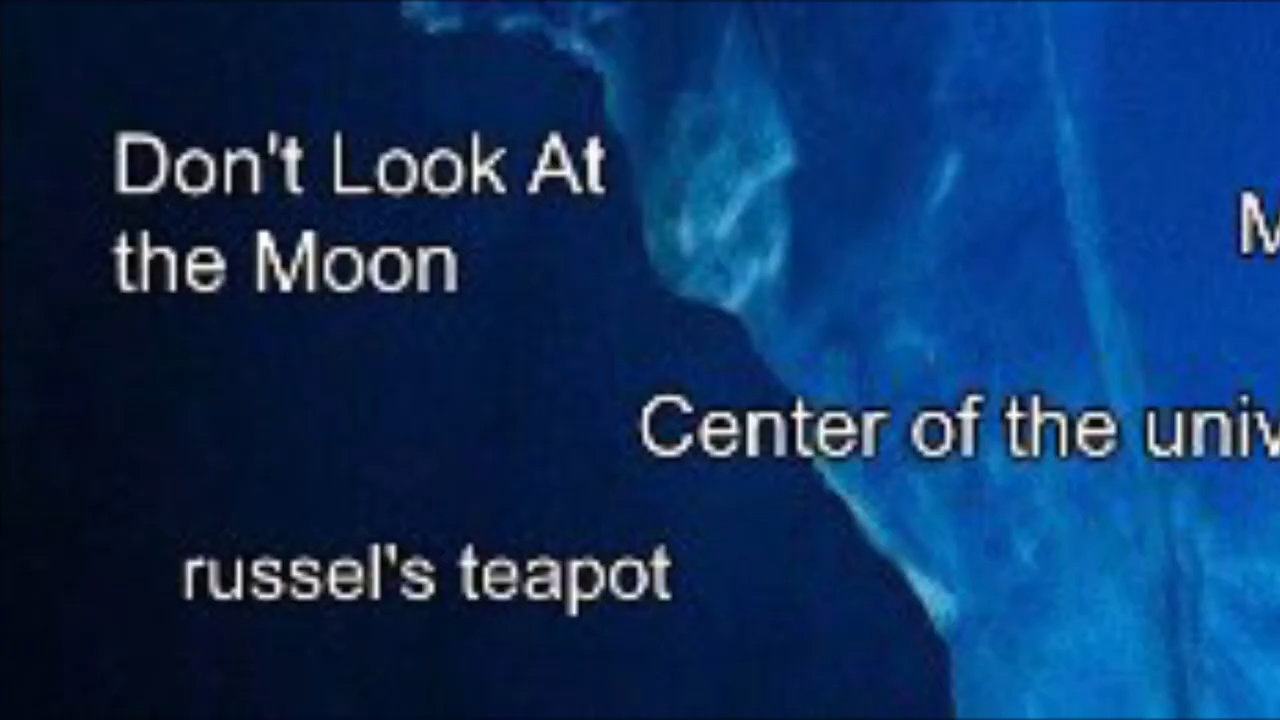 Don't Look At
the Moon
M
Center of the univ
russel's teapot